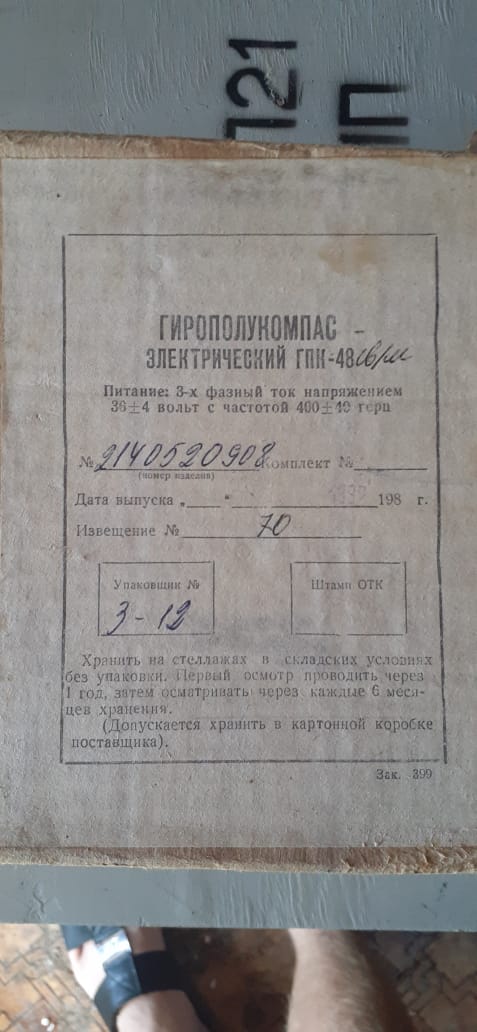 П21
ЛП
ГИРОПОЛУКОМПАС -
ЭЛЕКТРИЧЕСКИЙ ГПК-48
Питание: 3-х фазный ток напряжением
36±4 вольт с частотой 400±40 герц
№ 2140520908 Комплект №
(номер изделия)
Дата выпуска „ “ 198 г.
Извещение № 70
Упаковщик №
3-12
Штамп ОТК
Хранить на стеллажах в складских условиях
без упаковки. Первый осмотр проводить через
1 год, затем осматривать через каждые 6 меся-
цев хранения.
(Допускается хранить в картонной коробке
поставщика).
Зак. 399